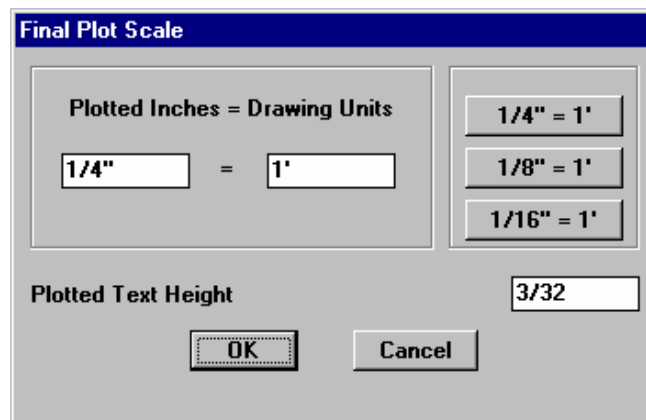 Final Plot Scale
Plotted Inches = Drawing Units
1/4" = 1'
1/4" = 1'
1/8" = 1'
1/16" = 1'
Plotted Text Height 3/32
OK Cancel